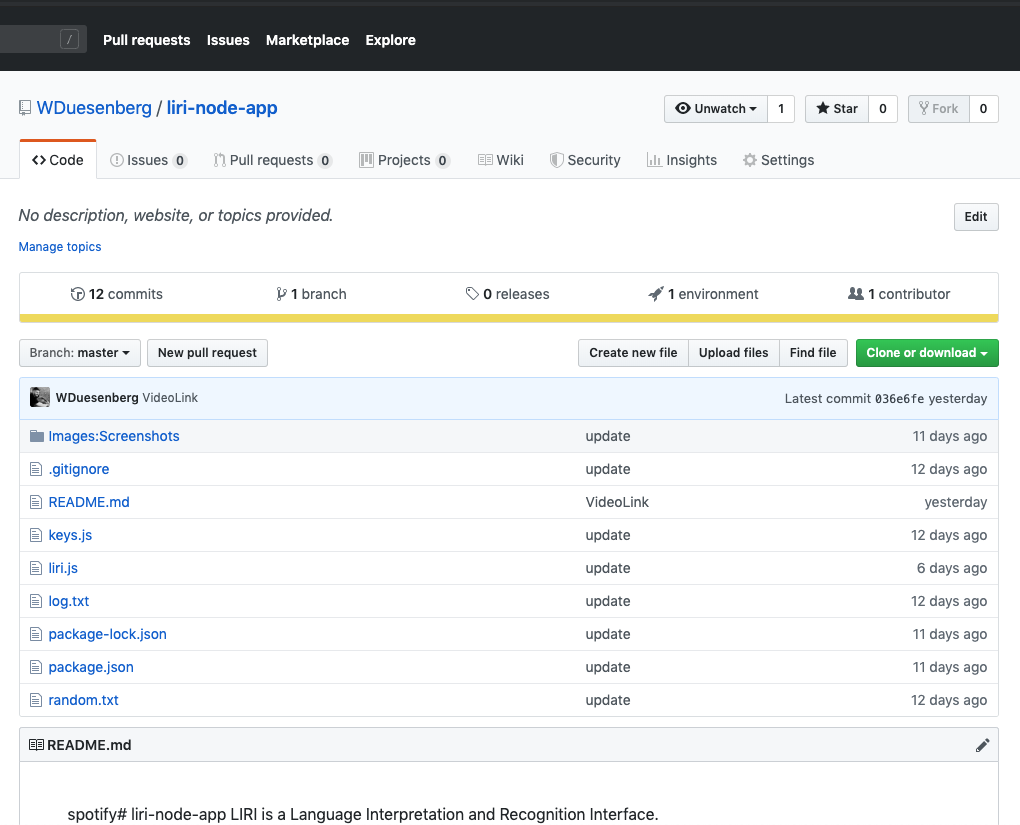 / Pull requests Issues Marketplace Explore
WDuesenberg / liri-node-app Unwatch 1 Star 0 Fork 0
Code Issues 0 Pull requests 0 Projects 0 Wiki Security Insights Settings
No description, website, or topics provided. Edit
Manage topics
12 commits 1 branch 0 releases 1 environment 1 contributor
Branch: master New pull request Create new file Upload files Find file Clone or download
WDuesenberg VideoLink Latest commit 036e6fe yesterday
Images:Screenshots update 11 days ago
.gitignore update 12 days ago
README.md VideoLink yesterday
keys.js update 12 days ago
liri.js update 6 days ago
log.txt update 12 days ago
package-lock.json update 11 days ago
package.json update 11 days ago
random.txt update 12 days ago
README.md
spotify# liri-node-app LIRI is a Language Interpretation and Recognition Interface.